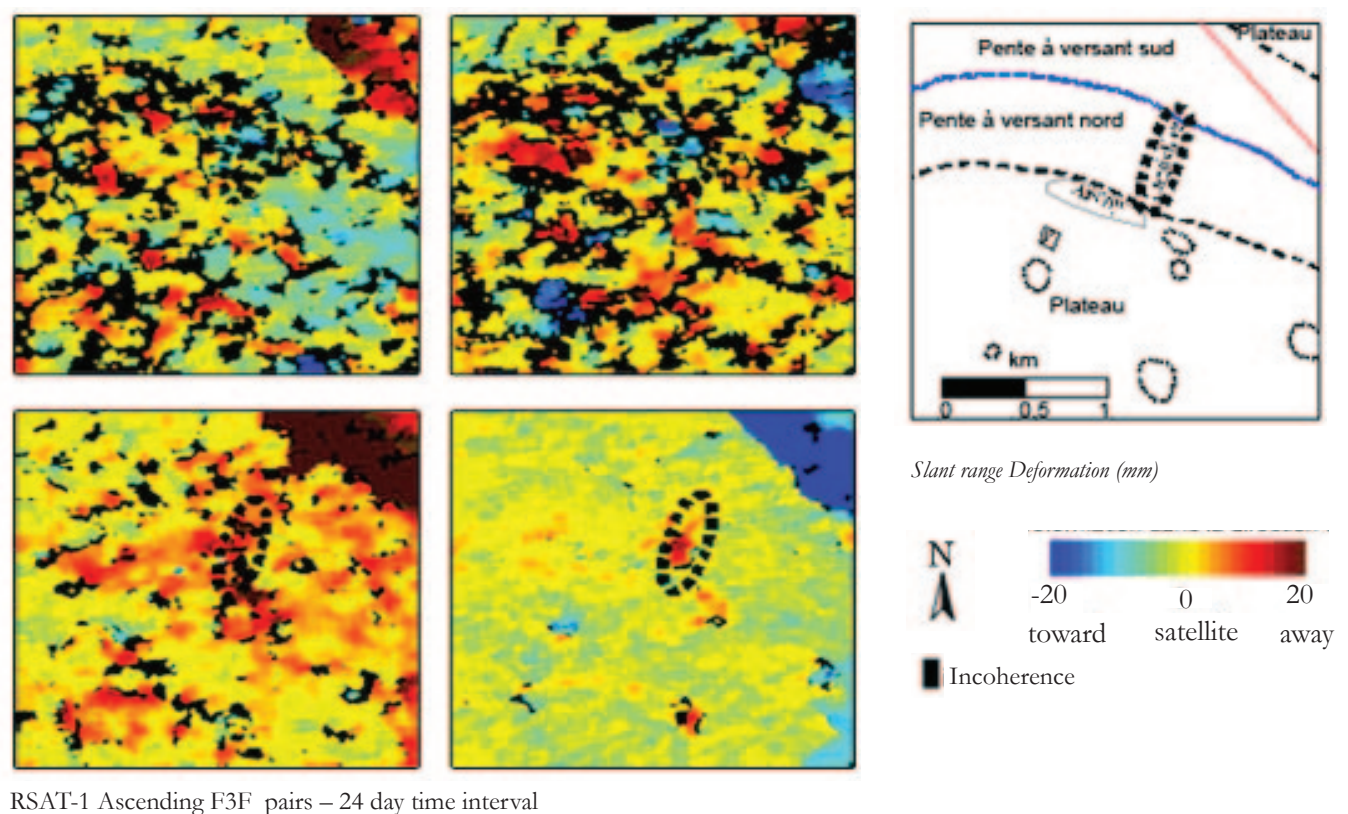 Plateau
Pente à versant sud
Pente à versant nord
Plateau
km
0 0.5 1
Slant range Deformation (mm)
N
-20 0 20
toward satellite away
Incoherence
RSAT-1 Ascending F3F pairs – 24 day time interval